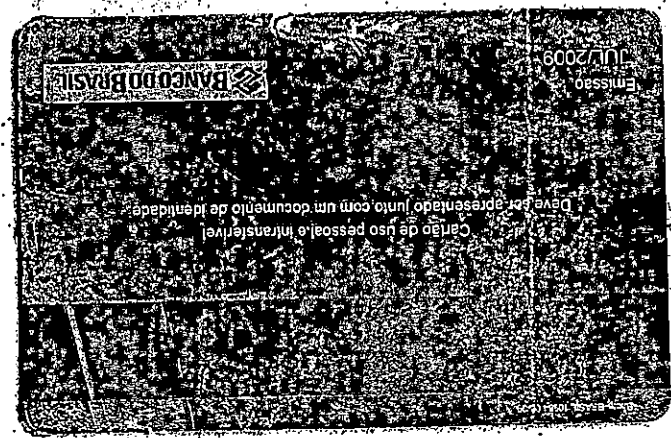 Cartão de uso pessoal e intransferível
Deve ser apresentado junto com um documento de identidade
Emissão
JUL/2009
BANCO DO BRASIL